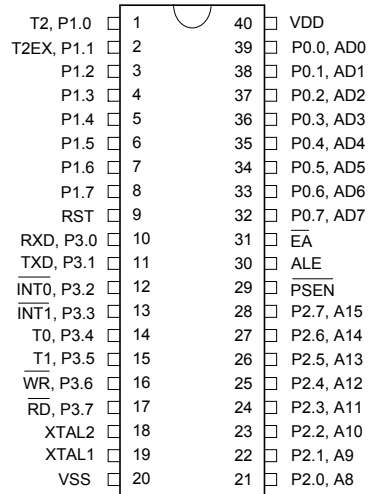 T2, P1.0 1 40 VDD
T2EX, P1.1 2 39 P0.0, AD0
P1.2 3 38 P0.1, AD1
P1.3 4 37 P0.2, AD2
P1.4 5 36 P0.3, AD3
P1.5 6 35 P0.4, AD4
P1.6 7 34 P0.5, AD5
P1.7 8 33 P0.6, AD6
RST 9 32 P0.7, AD7
RXD, P3.0 10 31 E̅A̅
TXD, P3.1 11 30 ALE
I̅N̅T̅0̅, P3.2 12 29 P̅S̅E̅N̅
I̅N̅T̅1̅, P3.3 13 28 P2.7, A15
T0, P3.4 14 27 P2.6, A14
T1, P3.5 15 26 P2.5, A13
W̅R̅, P3.6 16 25 P2.4, A12
R̅D̅, P3.7 17 24 P2.3, A11
XTAL2 18 23 P2.2, A10
XTAL1 19 22 P2.1, A9
VSS 20 21 P2.0, A8